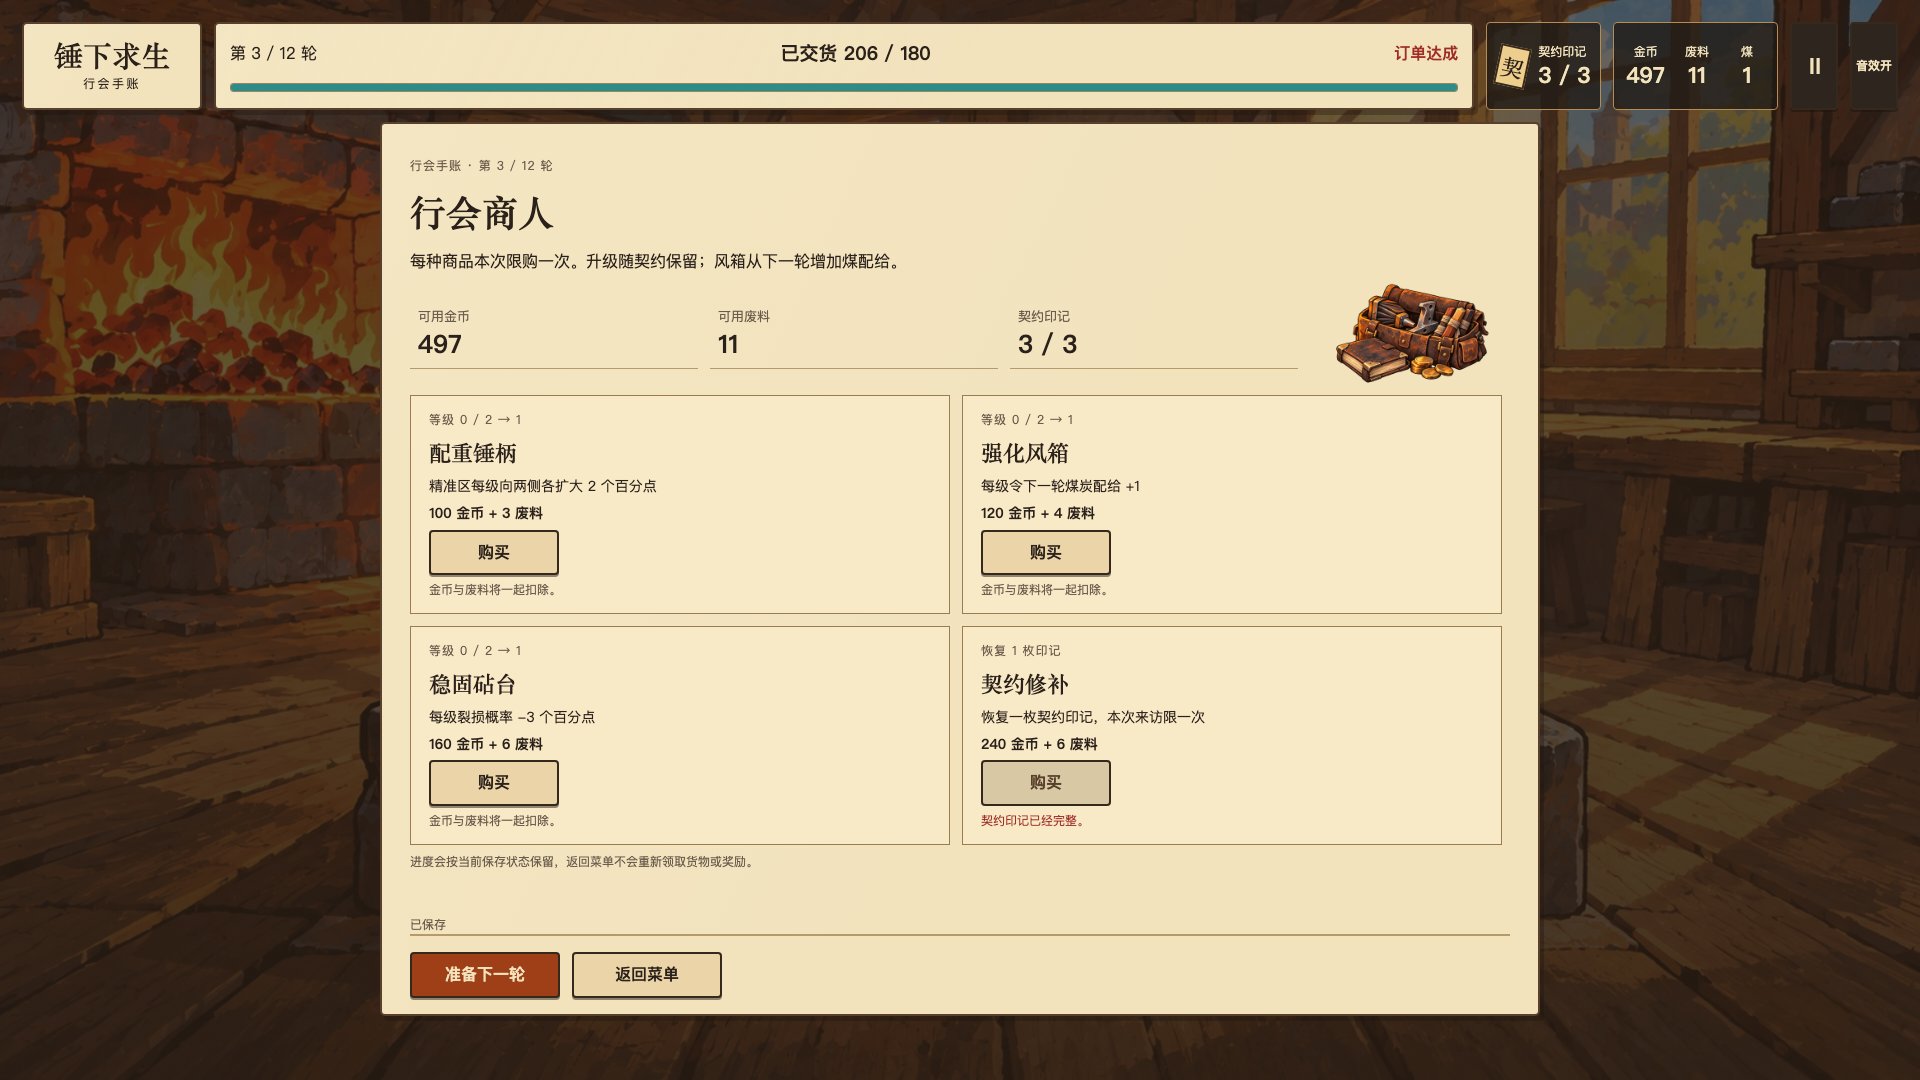 锤下求生
行会手账
第 3 / 12 轮
已交货 206 / 180
订单达成
契
契约印记
3 / 3
金币
497
废料
11
煤
1
音效开
行会手账 · 第 3 / 12 轮
行会商人
每种商品本次限购一次。升级随契约保留；风箱从下一轮增加煤配给。
可用金币
497
可用废料
11
契约印记
3 / 3
等级 0 / 2 → 1
配重锤柄
精准区每级向两侧各扩大 2 个百分点
100 金币 + 3 废料
购买
金币与废料将一起扣除。
等级 0 / 2 → 1
强化风箱
每级令下一轮煤炭配给 +1
120 金币 + 4 废料
购买
金币与废料将一起扣除。
等级 0 / 2 → 1
稳固砧台
每级裂损概率 −3 个百分点
160 金币 + 6 废料
购买
金币与废料将一起扣除。
恢复 1 枚印记
契约修补
恢复一枚契约印记，本次来访限一次
240 金币 + 6 废料
购买
契约印记已经完整。
进度会按当前保存状态保留，返回菜单不会重新领取货物或奖励。
已保存
准备下一轮
返回菜单